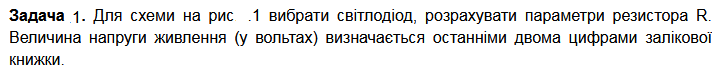 Задача .1. Для схеми на рис .1 вибрати світлодіод, розрахувати параметри резистора R.
Величина напруги живлення (у вольтах) визначається останніми двома цифрами залікової
книжки.